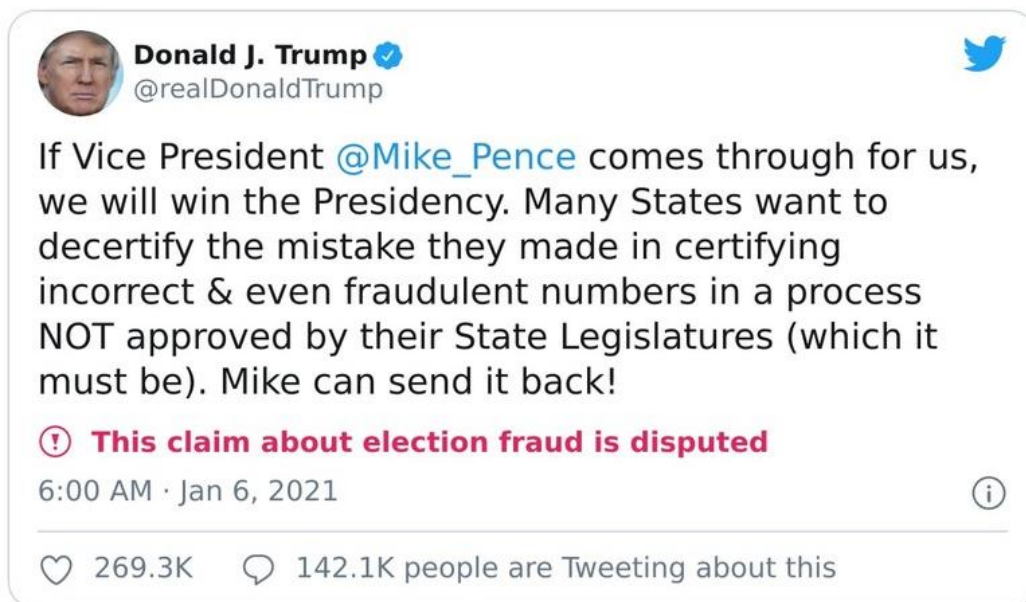 Donald J. Trump
@realDonaldTrump
If Vice President @Mike_Pence comes through for us,
we will win the Presidency. Many States want to
decertify the mistake they made in certifying
incorrect & even fraudulent numbers in a process
NOT approved by their State Legislatures (which it
must be). Mike can send it back!
This claim about election fraud is disputed
6:00 AM · Jan 6, 2021
269.3K 142.1K people are Tweeting about this